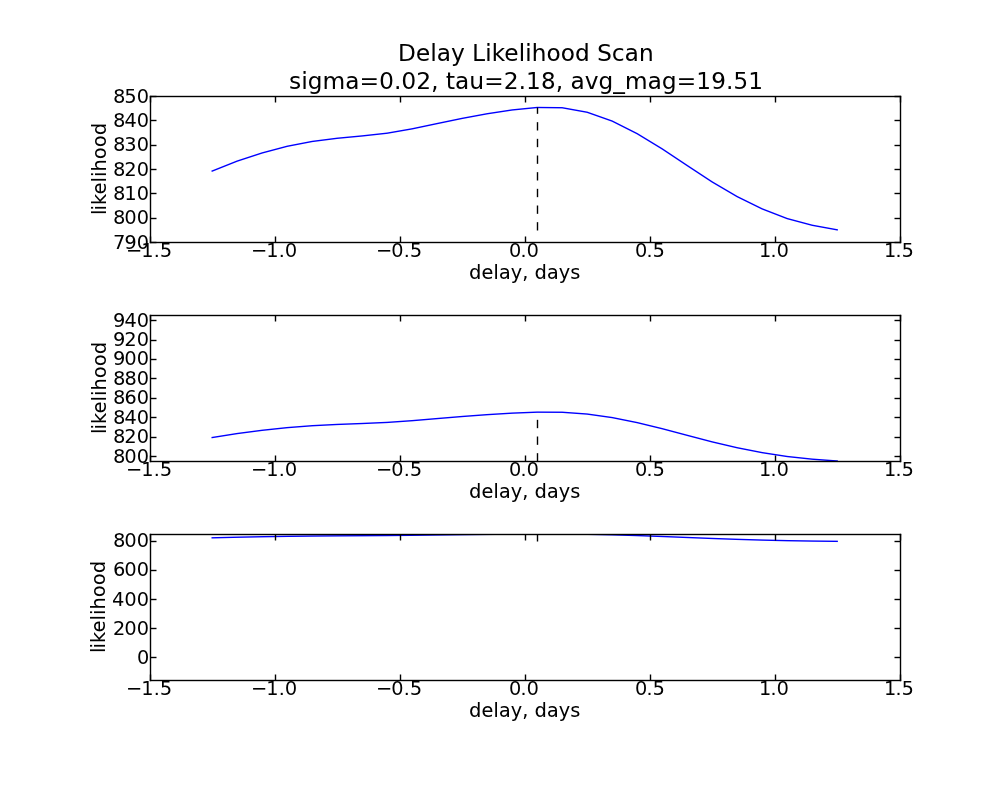 Delay Likelihood Scan
sigma=0.02, tau=2.18, avg_mag=19.51
850
840
830
820
810
800
790
likelihood
−1.5 −1.0 −0.5 0.0 0.5 1.0 1.5
delay, days
940
920
900
880
860
840
820
800
likelihood
−1.5 −1.0 −0.5 0.0 0.5 1.0 1.5
delay, days
800
600
400
200
0
likelihood
−1.5 −1.0 −0.5 0.0 0.5 1.0 1.5
delay, days